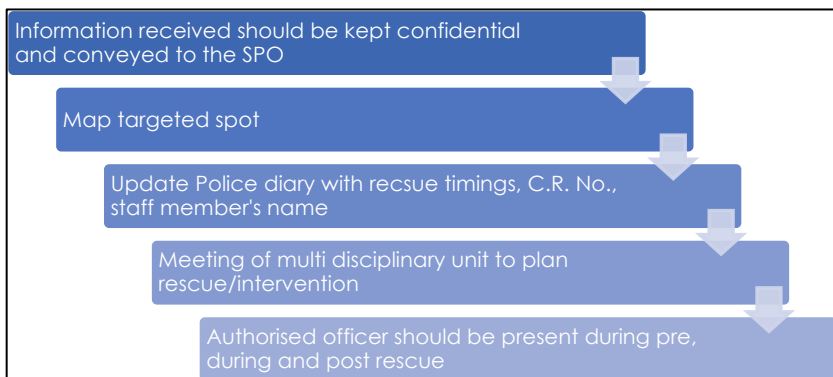 Information received should be kept confidential
and conveyed to the SPO
Map targeted spot
Update Police diary with recsue timings, C.R. No.,
staff member's name
Meeting of multi disciplinary unit to plan
rescue/intervention
Authorised officer should be present during pre,
during and post rescue